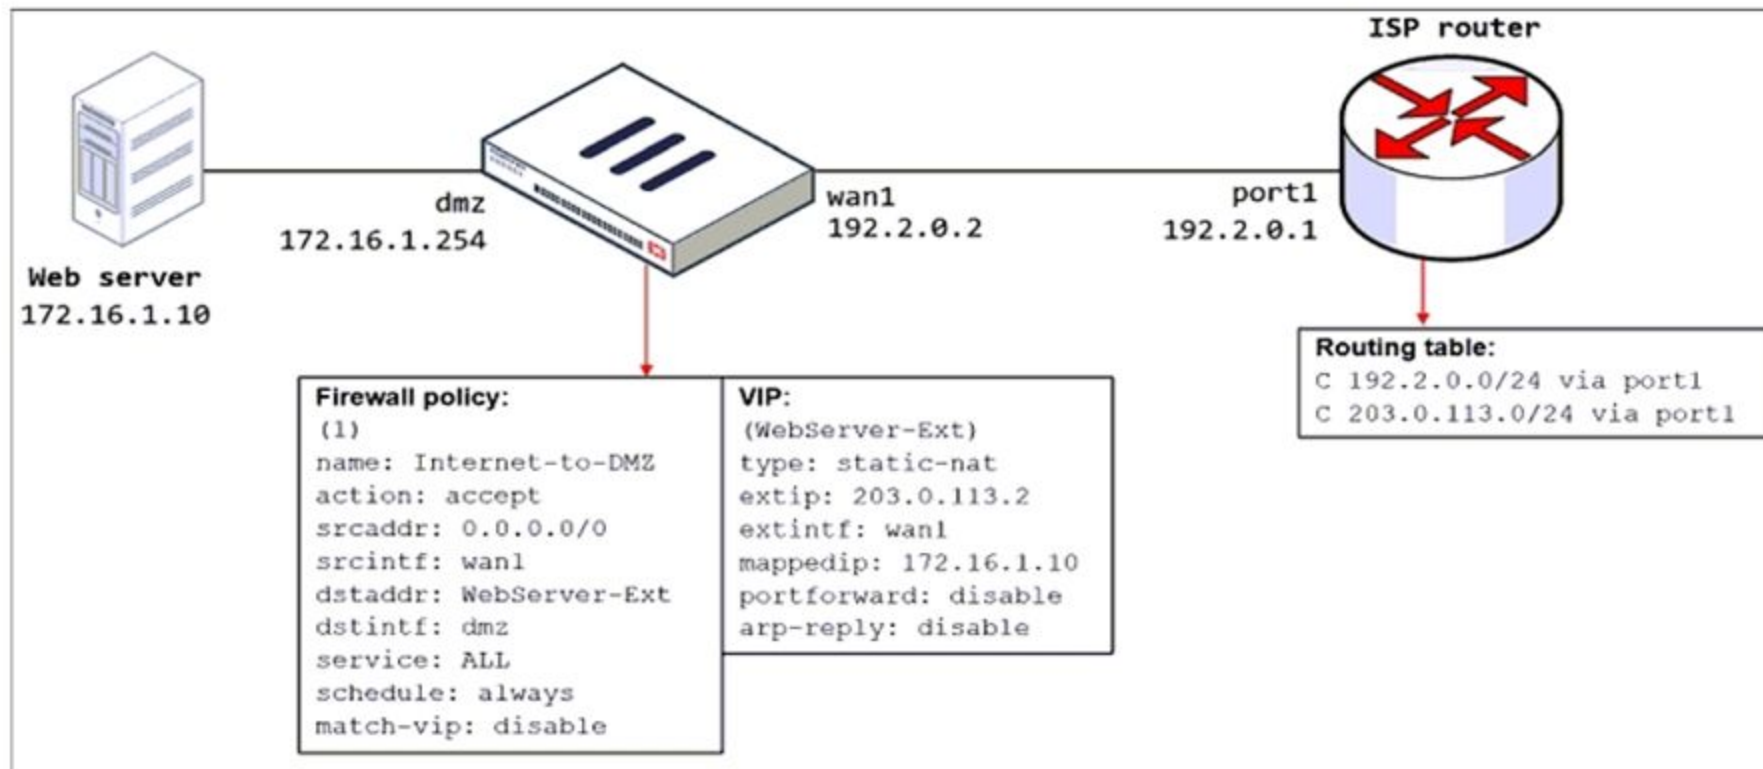 ISP router
dmz
172.16.1.254
wan1
192.2.0.2
port1
192.2.0.1
Web server
172.16.1.10
Firewall policy:
(1)
name: Internet-to-DMZ
action: accept
srcaddr: 0.0.0.0/0
srcintf: wan1
dstaddr: WebServer-Ext
dstintf: dmz
service: ALL
schedule: always
match-vip: disable
VIP:
(WebServer-Ext)
type: static-nat
extip: 203.0.113.2
extintf: wan1
mappedip: 172.16.1.10
portforward: disable
arp-reply: disable
Routing table:
C 192.2.0.0/24 via port1
C 203.0.113.0/24 via port1